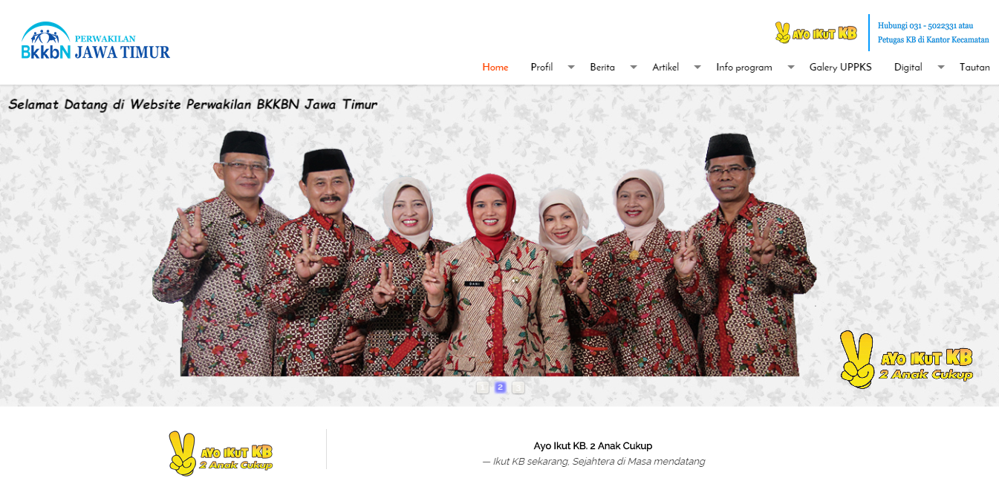 PERWAKILAN
BkkbN JAWA TIMUR
AYO IKUT KB
Hubungi 031 - 5022331 atau
Petugas KB di Kantor Kecamatan
Home Profil Berita Artikel Info program Galery UPPKS Digital Tautan
Selamat Datang di Website Perwakilan BKKBN Jawa Timur
DANI
AYO IKUT KB
2 Anak Cukup
1 2 3
AYO IKUT KB
2 Anak Cukup
Ayo Ikut KB. 2 Anak Cukup
— Ikut KB sekarang, Sejahtera di Masa mendatang